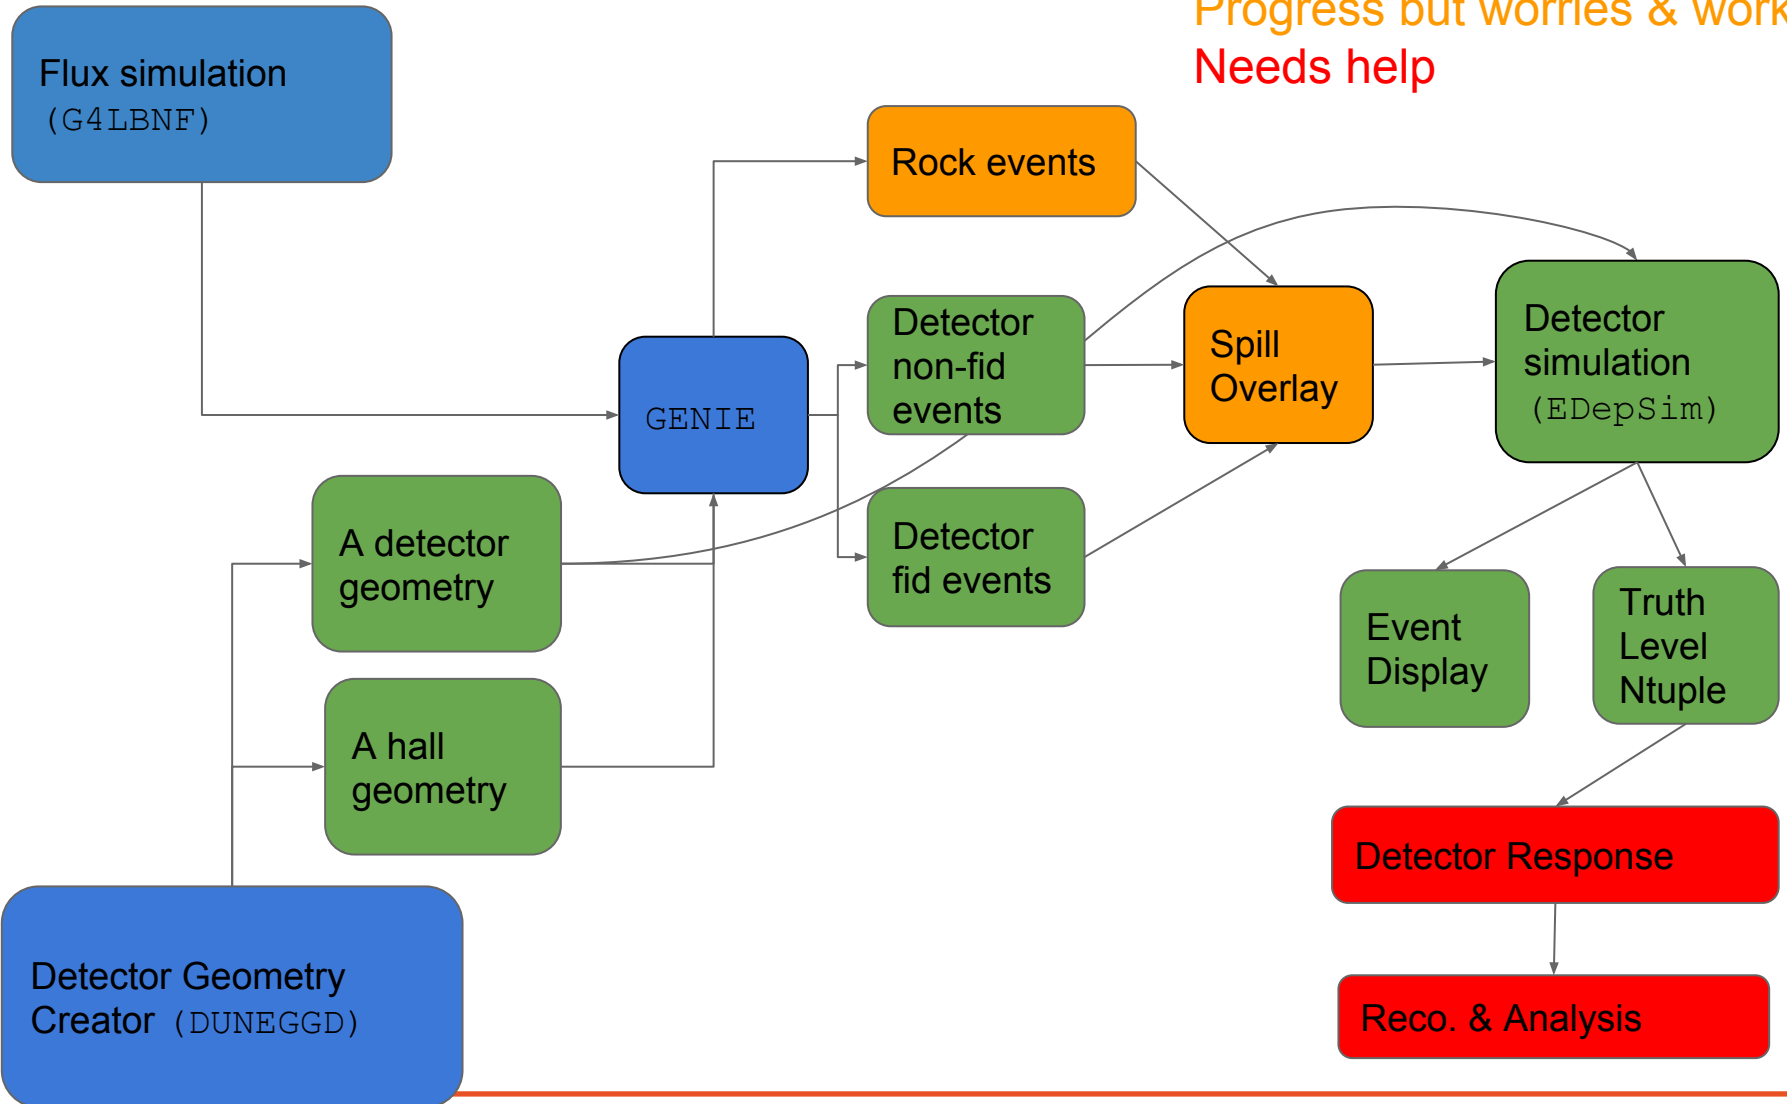 Progress but worries & work
Needs help
Flux simulation
(G4LBNF)
Rock events
Detector
non-fid
events
Spill
Overlay
Detector
simulation
(EDepSim)
GENIE
A detector
geometry
Detector
fid events
Event
Display
Truth
Level
Ntuple
A hall
geometry
Detector Response
Detector Geometry
Creator (DUNEGGD)
Reco. & Analysis